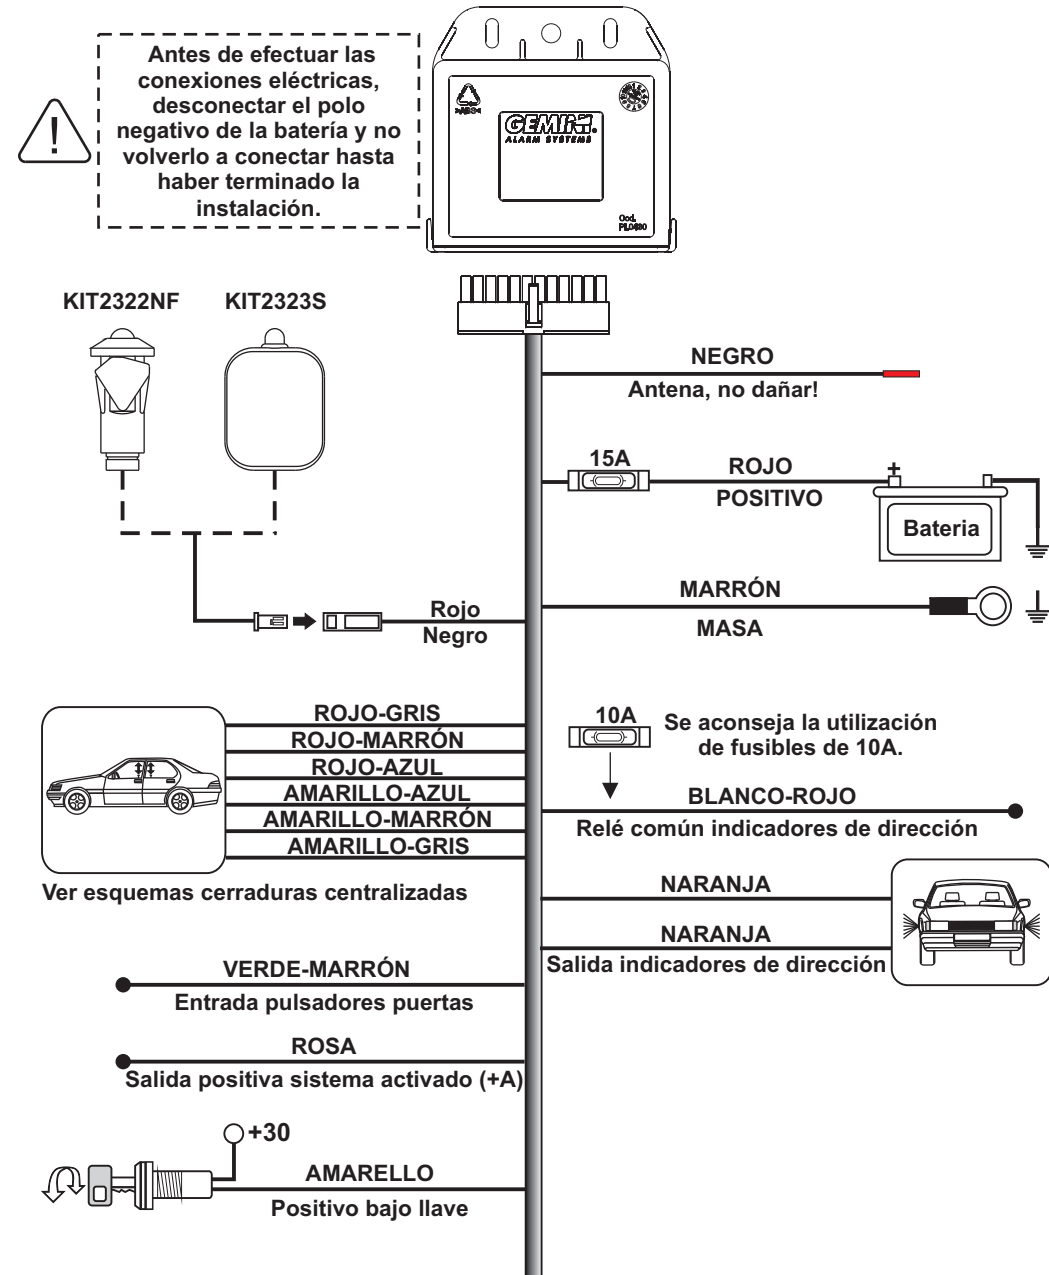 Antes de efectuar las
conexiones eléctricas,
desconectar el polo
negativo de la batería y no
volverlo a conectar hasta
haber terminado la
instalación.
!
GEMINI.
ALARM SYSTEMS
>ABS<
Cod.
KIT2322NF
KIT2323S
NEGRO
Antena, no dañar!
15A
ROJO
POSITIVO
+
-
Bateria
MARRÓN
MASA
Rojo
Negro
ROJO-GRIS
ROJO-MARRÓN
ROJO-AZUL
AMARILLO-AZUL
AMARILLO-MARRÓN
AMARILLO-GRIS
Ver esquemas cerraduras centralizadas
10A
Se aconseja la utilización
de fusibles de 10A.
BLANCO-ROJO
Relé común indicadores de dirección
NARANJA
NARANJA
Salida indicadores de dirección
VERDE-MARRÓN
Entrada pulsadores puertas
ROSA
Salida positiva sistema activado (+A)
+30
AMARELLO
Positivo bajo llave